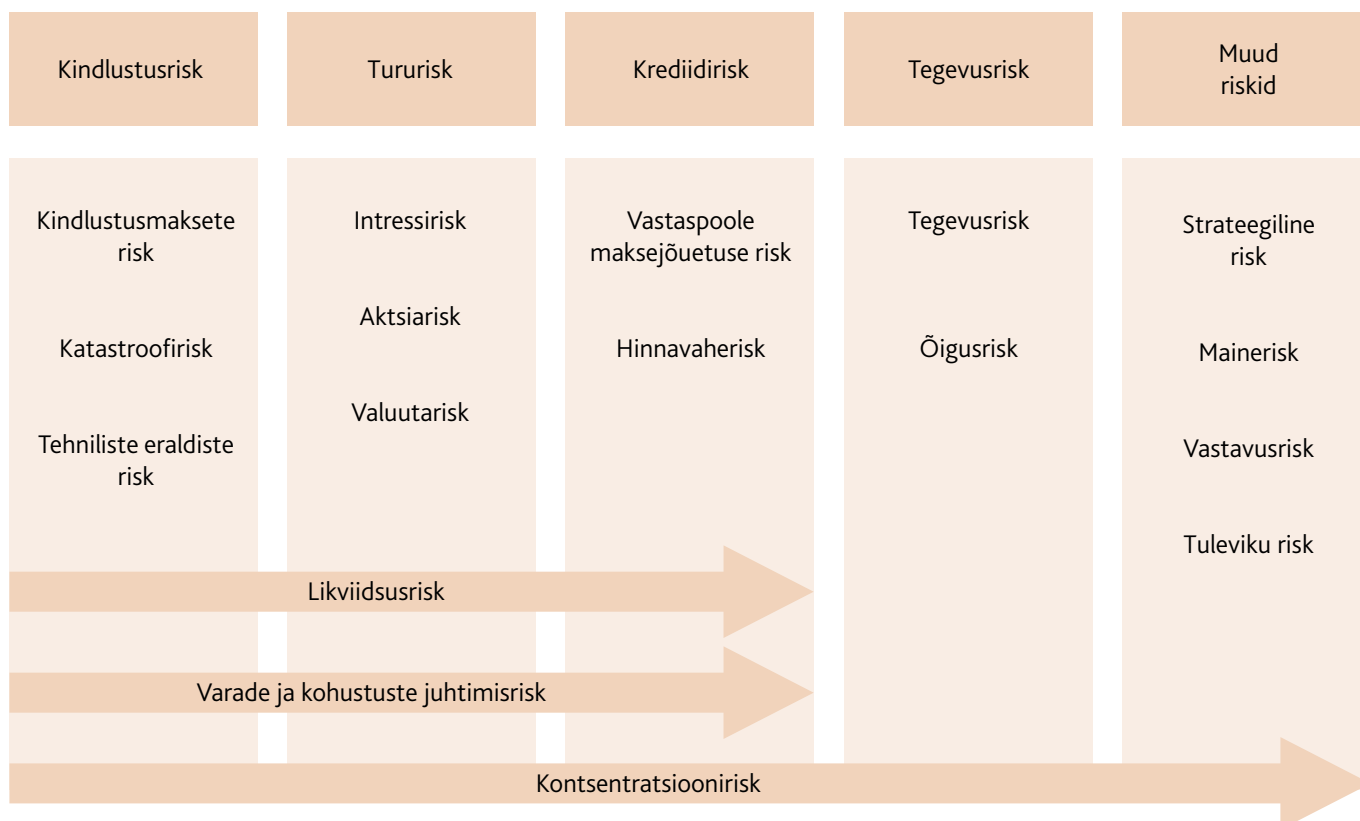 Kindlustusrisk
Tururisk
Krediidirisk
Tegevusrisk
Muud
riskid
Kindlustusmaksete
risk
Katastroofirisk
Tehniliste eraldiste
risk
Intressirisk
Aktsiarisk
Valuutarisk
Vastaspoole
maksejõuetuse risk
Hinnavaherisk
Tegevusrisk
Õigusrisk
Strateegiline
risk
Mainerisk
Vastavusrisk
Tuleviku risk
Likviidsusrisk
Varade ja kohustuste juhtimisrisk
Kontsentratsioonirisk